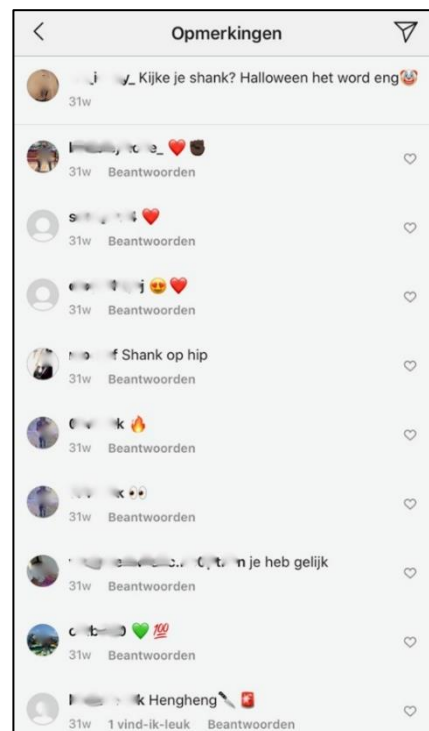 Opmerkingen
Kijke je shank? Halloween het word eng🤡
31w
❤️✊🏿
31w Beantwoorden
❤️
31w Beantwoorden
😍❤️
31w Beantwoorden
Shank op hip
31w Beantwoorden
🔥
31w Beantwoorden
👀
31w Beantwoorden
je heb gelijk
31w Beantwoorden
💚💯
31w Beantwoorden
Hengheng🔪🚨
31w 1 vind-ik-leuk Beantwoorden